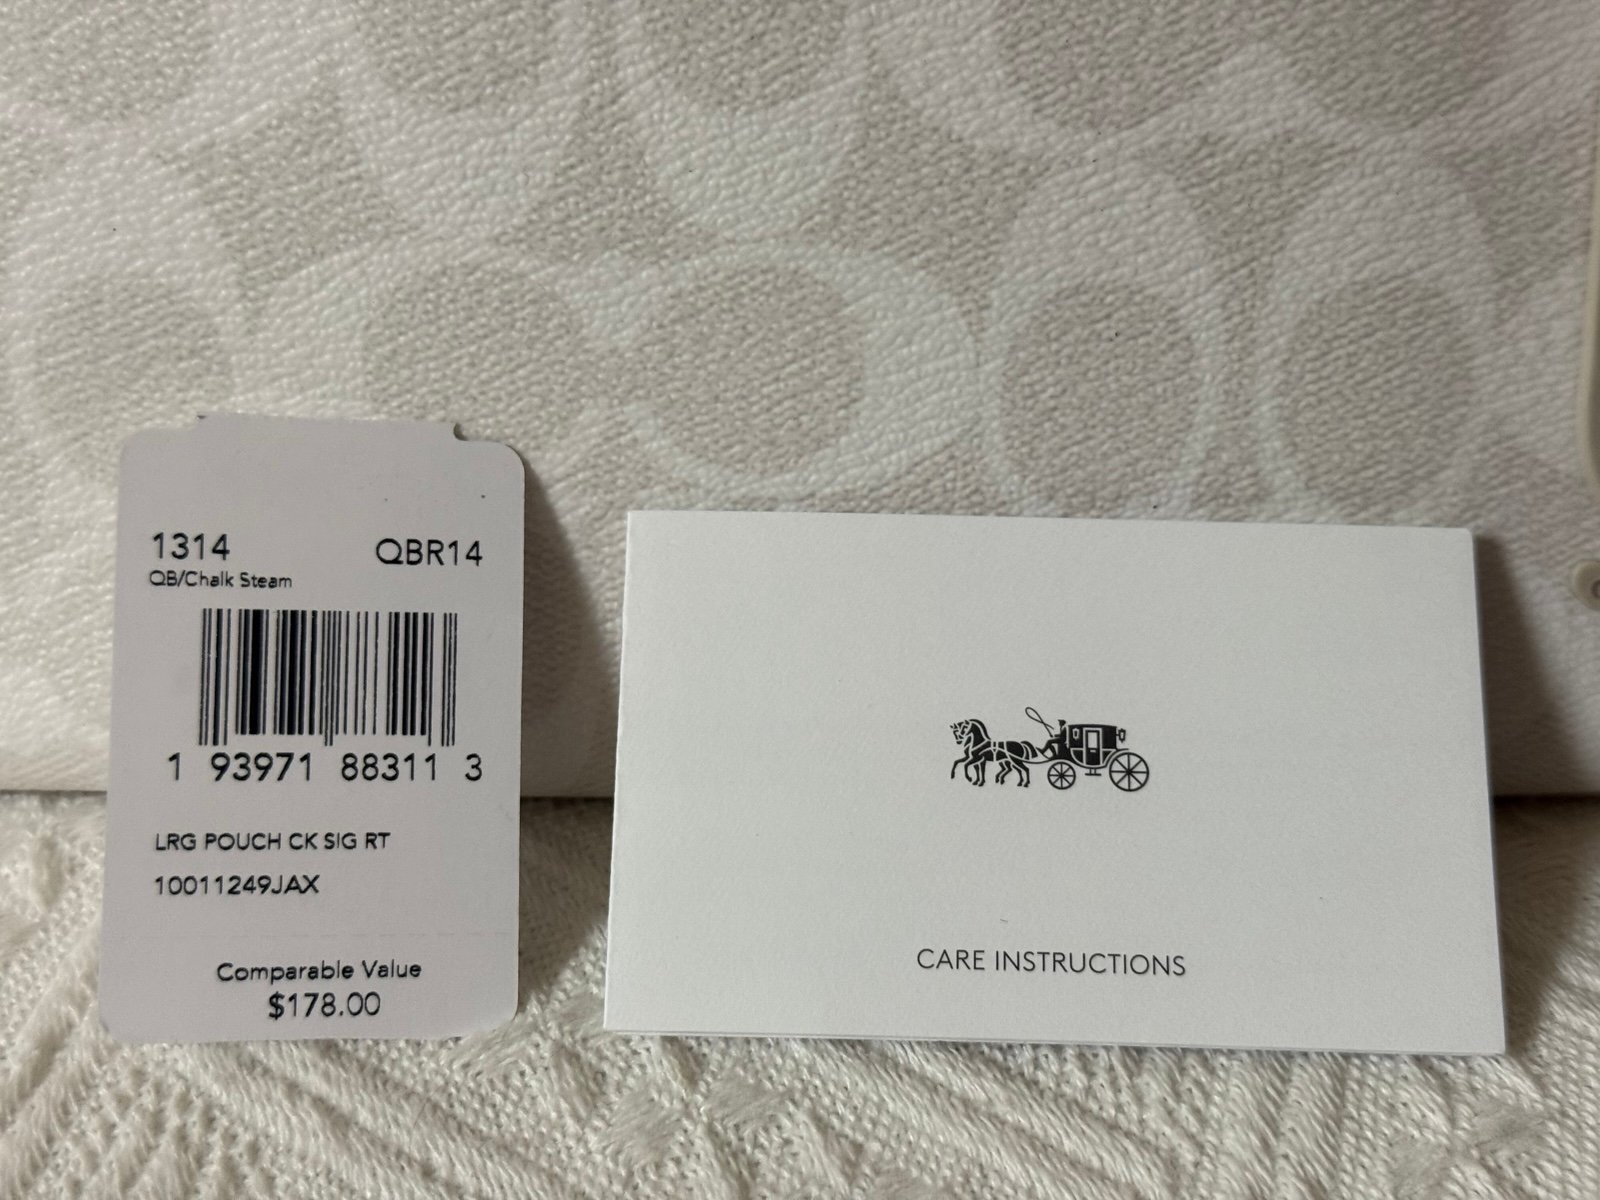 1314 QBR14
QB/Chalk Steam
1 93971 88311 3
LRG POUCH CK SIG RT
10011249JAX
Comparable Value
$178.00
CARE INSTRUCTIONS